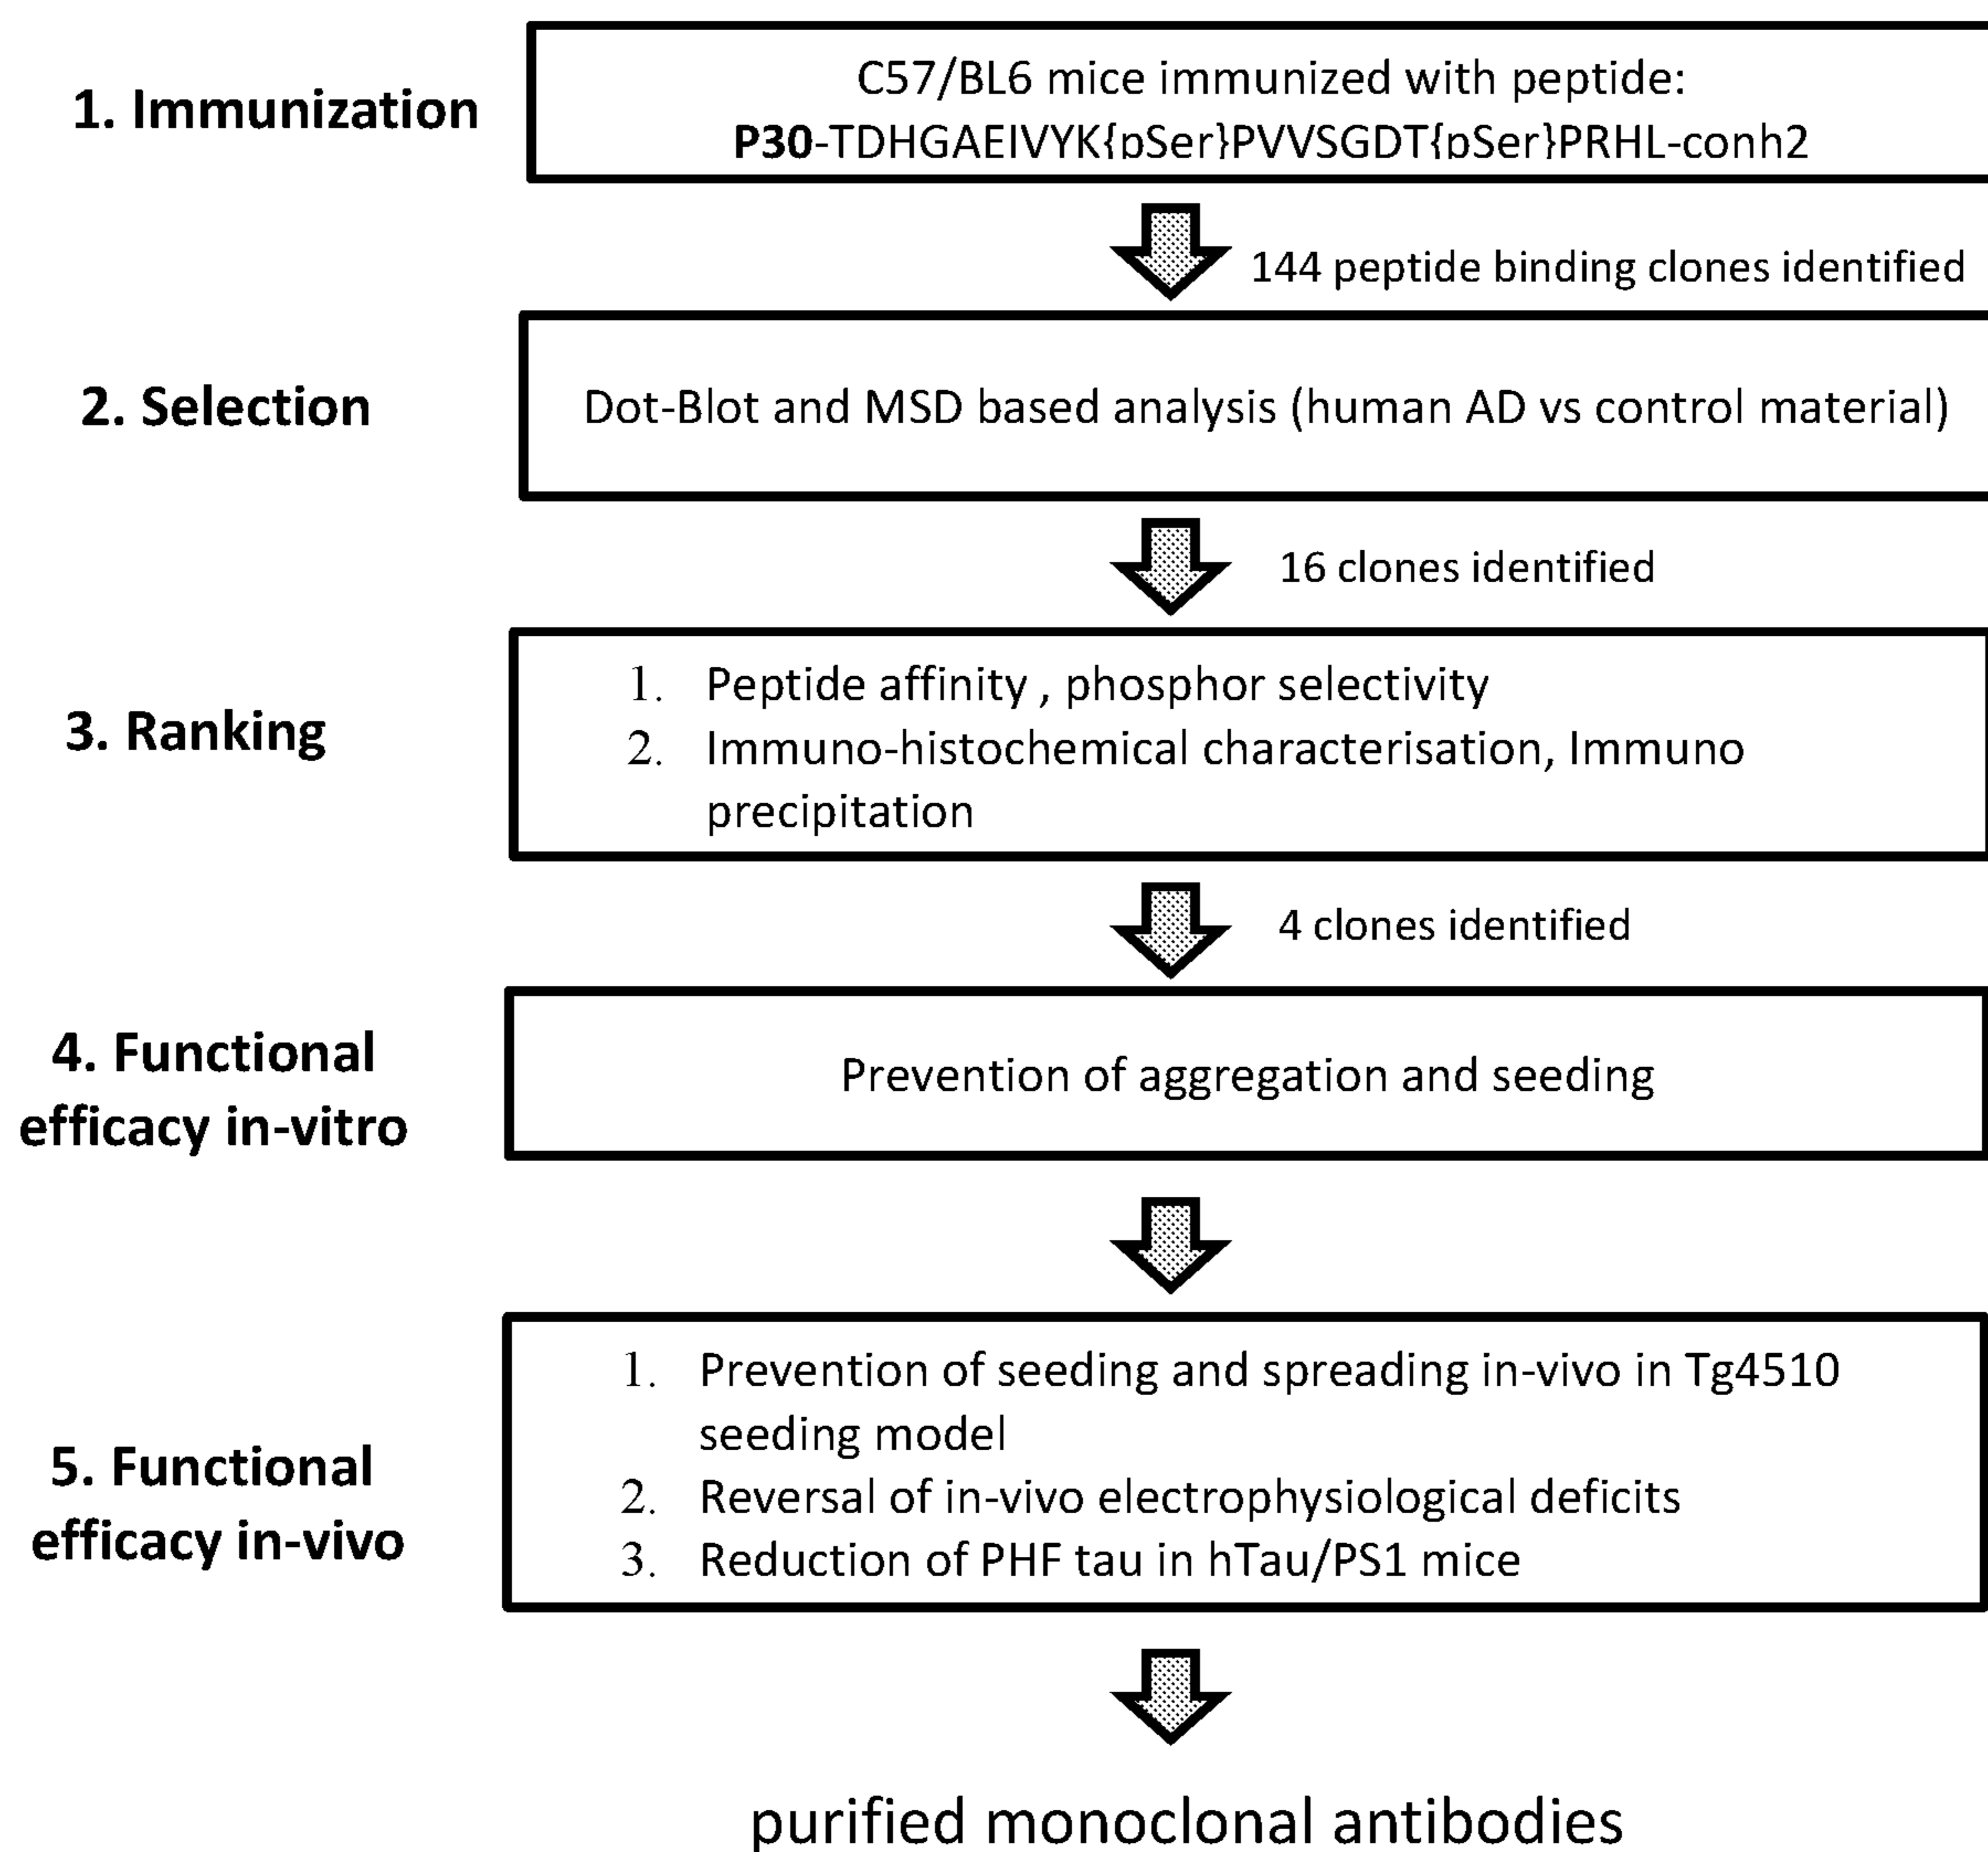 1. Immunization
C57/BL6 mice immunized with peptide:
P30-TDHGAEIVYK{pSer}PVVSGDT{pSer}PRHL-conh2
144 peptide binding clones identified
2. Selection
Dot-Blot and MSD based analysis (human AD vs control material)
16 clones identified
3. Ranking
1. Peptide affinity , phosphor selectivity
2. Immuno-histochemical characterisation, Immuno
precipitation
4 clones identified
4. Functional
efficacy in-vitro
Prevention of aggregation and seeding
5. Functional
efficacy in-vivo
1. Prevention of seeding and spreading in-vivo in Tg4510
seeding model
2. Reversal of in-vivo electrophysiological deficits
3. Reduction of PHF tau in hTau/PS1 mice
purified monoclonal antibodies